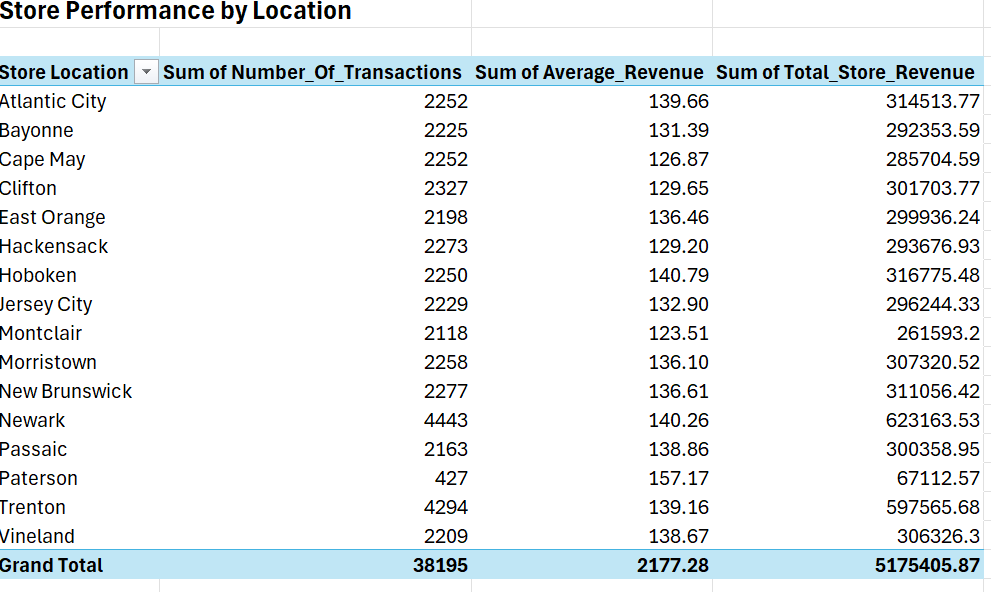 Store Performance by Location
Store Location Sum of Number_Of_Transactions Sum of Average_Revenue Sum of Total_Store_Revenue
Atlantic City 2252 139.66 314513.77
Bayonne 2225 131.39 292353.59
Cape May 2252 126.87 285704.59
Clifton 2327 129.65 301703.77
East Orange 2198 136.46 299936.24
Hackensack 2273 129.20 293676.93
Hoboken 2250 140.79 316775.48
Jersey City 2229 132.90 296244.33
Montclair 2118 123.51 261593.2
Morristown 2258 136.10 307320.52
New Brunswick 2277 136.61 311056.42
Newark 4443 140.26 623163.53
Passaic 2163 138.86 300358.95
Paterson 427 157.17 67112.57
Trenton 4294 139.16 597565.68
Vineland 2209 138.67 306326.3
Grand Total 38195 2177.28 5175405.87